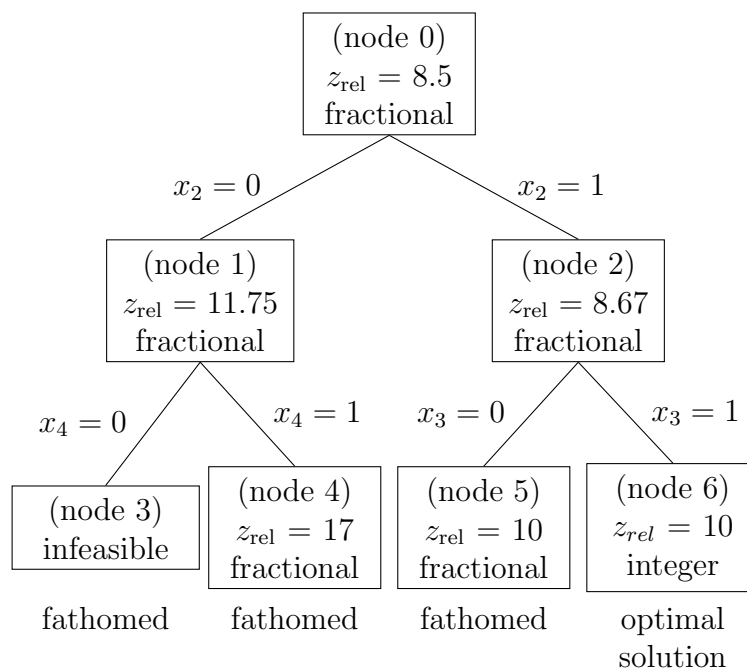 (node 0)
z_rel = 8.5
fractional
x_2 = 0
x_2 = 1
(node 1)
z_rel = 11.75
fractional
(node 2)
z_rel = 8.67
fractional
x_4 = 0
x_4 = 1
x_3 = 0
x_3 = 1
(node 3)
infeasible
fathomed
(node 4)
z_rel = 17
fractional
fathomed
(node 5)
z_rel = 10
fractional
fathomed
(node 6)
z_rel = 10
integer
optimal
solution